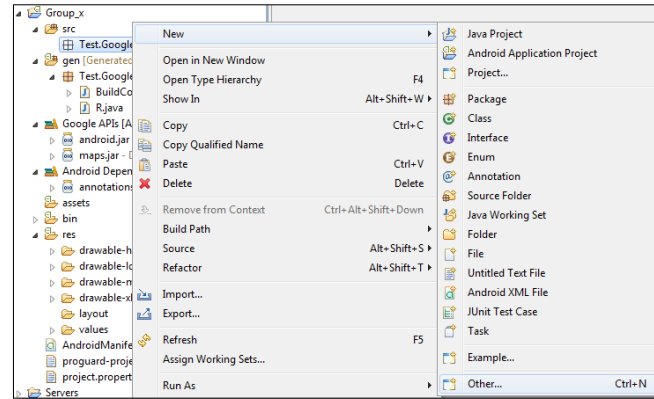 Group_x
src
Test.Google
gen [Generated
Test.Google
BuildCo
R.java
Google APIs [A
android.jar
maps.jar - [
Android Depen
annotations
assets
bin
res
drawable-h
drawable-lo
drawable-m
drawable-xl
layout
values
AndroidManife
proguard-proje
project.propert
Servers
New
Open in New Window
Open Type Hierarchy F4
Show In Alt+Shift+W
Copy Ctrl+C
Copy Qualified Name
Paste Ctrl+V
Delete Delete
Remove from Context Ctrl+Alt+Shift+Down
Build Path
Source Alt+Shift+S
Refactor Alt+Shift+T
Import...
Export...
Refresh F5
Assign Working Sets...
Run As
Java Project
Android Application Project
Project...
Package
Class
Interface
Enum
Annotation
Source Folder
Java Working Set
Folder
File
Untitled Text File
Android XML File
JUnit Test Case
Task
Example...
Other... Ctrl+N